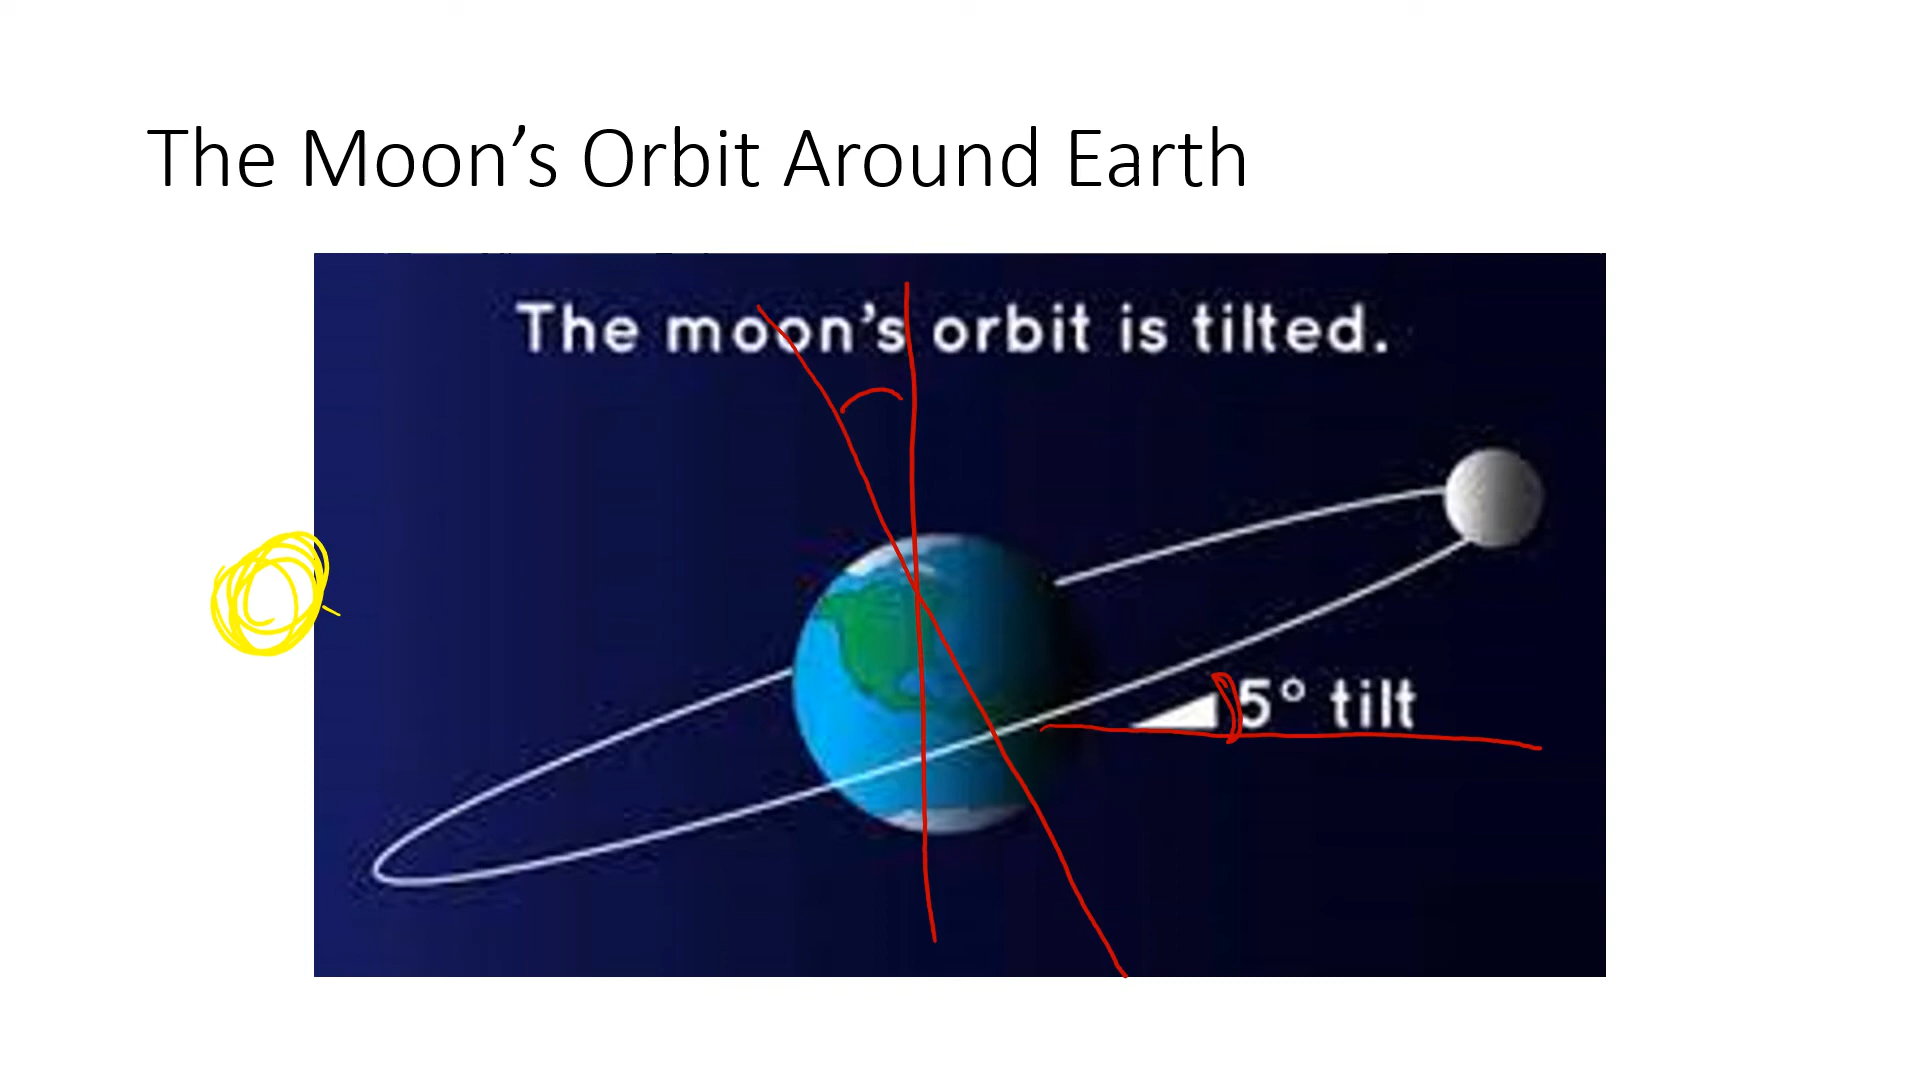 The Moon’s Orbit Around Earth
The moon’s orbit is tilted.
5° tilt